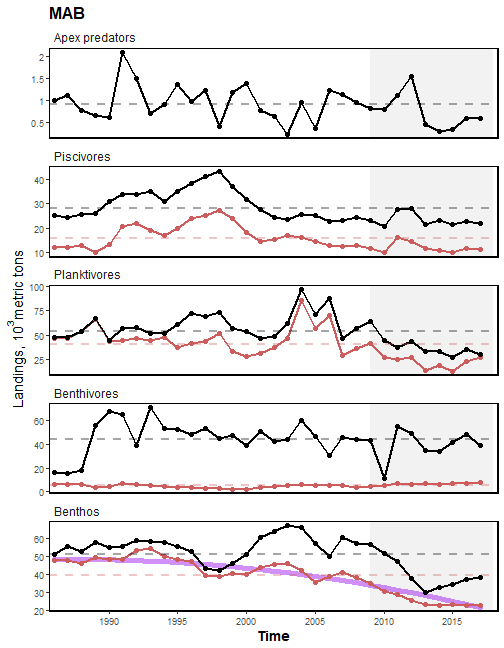 MAB
Apex predators
2
1.5
1
0.5
Piscivores
40
30
20
10
Planktivores
100
75
50
25
Benthivores
60
40
20
0
Benthos
60
50
40
30
20
1990 1995 2000 2005 2010 2015
Time
Landings, 10³ metric tons